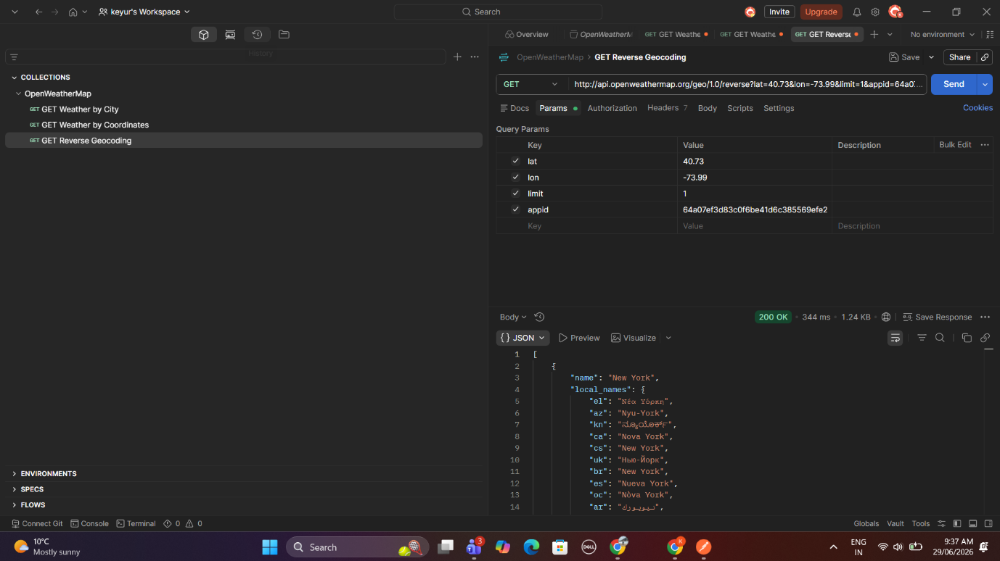 keyur's Workspace
Search
Invite
Upgrade
History
COLLECTIONS
OpenWeatherMap
GET GET Weather by City
GET GET Weather by Coordinates
GET GET Reverse Geocoding
ENVIRONMENTS
SPECS
FLOWS
Overview
OpenWeatherM
GET GET Weathe
GET GET Weathe
GET GET Revers
No environment
HTTP OpenWeatherMap > GET Reverse Geocoding
Save
Share
GET
http://api.openweathermap.org/geo/1.0/reverse?lat=40.73&lon=-73.99&limit=1&appid=64a07...
Send
Docs Params Authorization Headers 7 Body Scripts Settings Cookies
Query Params
Key Value Description Bulk Edit
lat 40.73
lon -73.99
limit 1
appid 64a07ef3d83c0f6be41d6c385569efe2
Key Value Description
Body 200 OK • 344 ms • 1.24 KB e.g. Save Response
{} JSON Preview Visualize
1 [
2 {
3 "name": "New York",
4 "local_names": {
5 "el": "Νέα Υόρκη",
6 "az": "Nyu-York",
7 "kn": "ನ್ಯೂಯೊರ್ಕ್",
8 "ca": "Nova York",
9 "cs": "New York",
10 "uk": "Нью-Йорк",
11 "br": "New York",
12 "es": "Nueva York",
13 "oc": "Nòva York",
14 "ar": "نيويورك",
Connect Git Console Terminal 0 0
Globals Vault Tools
10°C
Mostly sunny
Search
3
DELL
K
ENG
IN
9:37 AM
29/06/2026